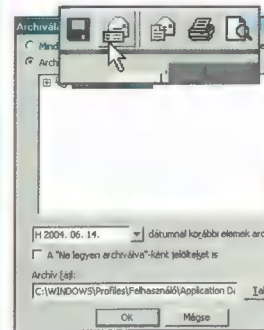 Archivál
Mind
Arch
H 2004. 06. 14.
dátumnál korábbi elemek arc
A "Ne legyen archiválva"-ként jelölteket is
Archív fájl:
C:\WINDOWS\Profiles\Felhasználó\Application Da
OK
Mégse